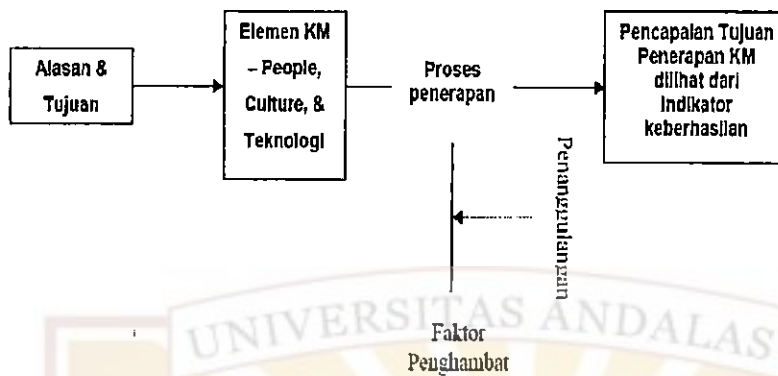 Alasan &
Tujuan
Elemen KM
– People,
Culture, &
Teknologi
Proses
penerapan
Pencapaian Tujuan
Penerapan KM
dilihat dari
indikator
keberhasilan
Penanggulangan
Faktor
Penghambat
UNIVERSITAS ANDALAS